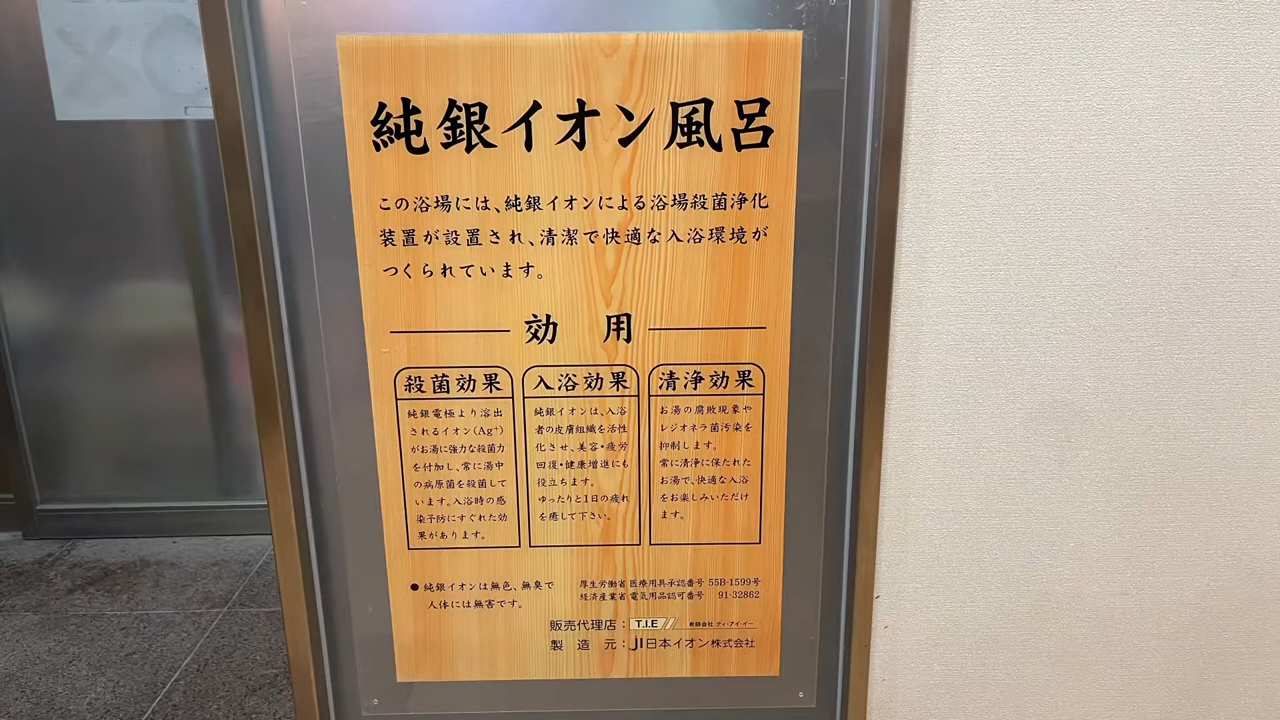 純銀イオン風呂
この浴場には、純銀イオンによる浴場殺菌浄化
装置が設置され、清潔で快適な入浴環境が
つくられています。
効 用
殺菌効果
純銀電極より溶出
されるイオン(Ag⁺)
がお湯に強力な殺菌力
を付加し、常に湯中
の病原菌を殺菌して
います。入浴時の感
染予防にすぐれた効
果があります。
入浴効果
純銀イオンは、入浴
者の皮膚組織を活性
化させ、美容・疲労
回復・健康増進にも
役立ちます。
ゆったりと1日の疲れ
を癒して下さい。
清浄効果
お湯の腐敗現象や
レジオネラ菌汚染を
抑制します。
常に清浄に保たれた
お湯で、快適な入浴
をお楽しみいただけ
ます。
● 純銀イオンは無色、無臭で
人体には無害です。
厚生労働省 医療用具承認番号 55B-1599号
経済産業省 電気用品認可番号 91-32862
販売代理店：T.I.E 有限会社 ティ・アイ・イー
製造元：JI日本イオン株式会社